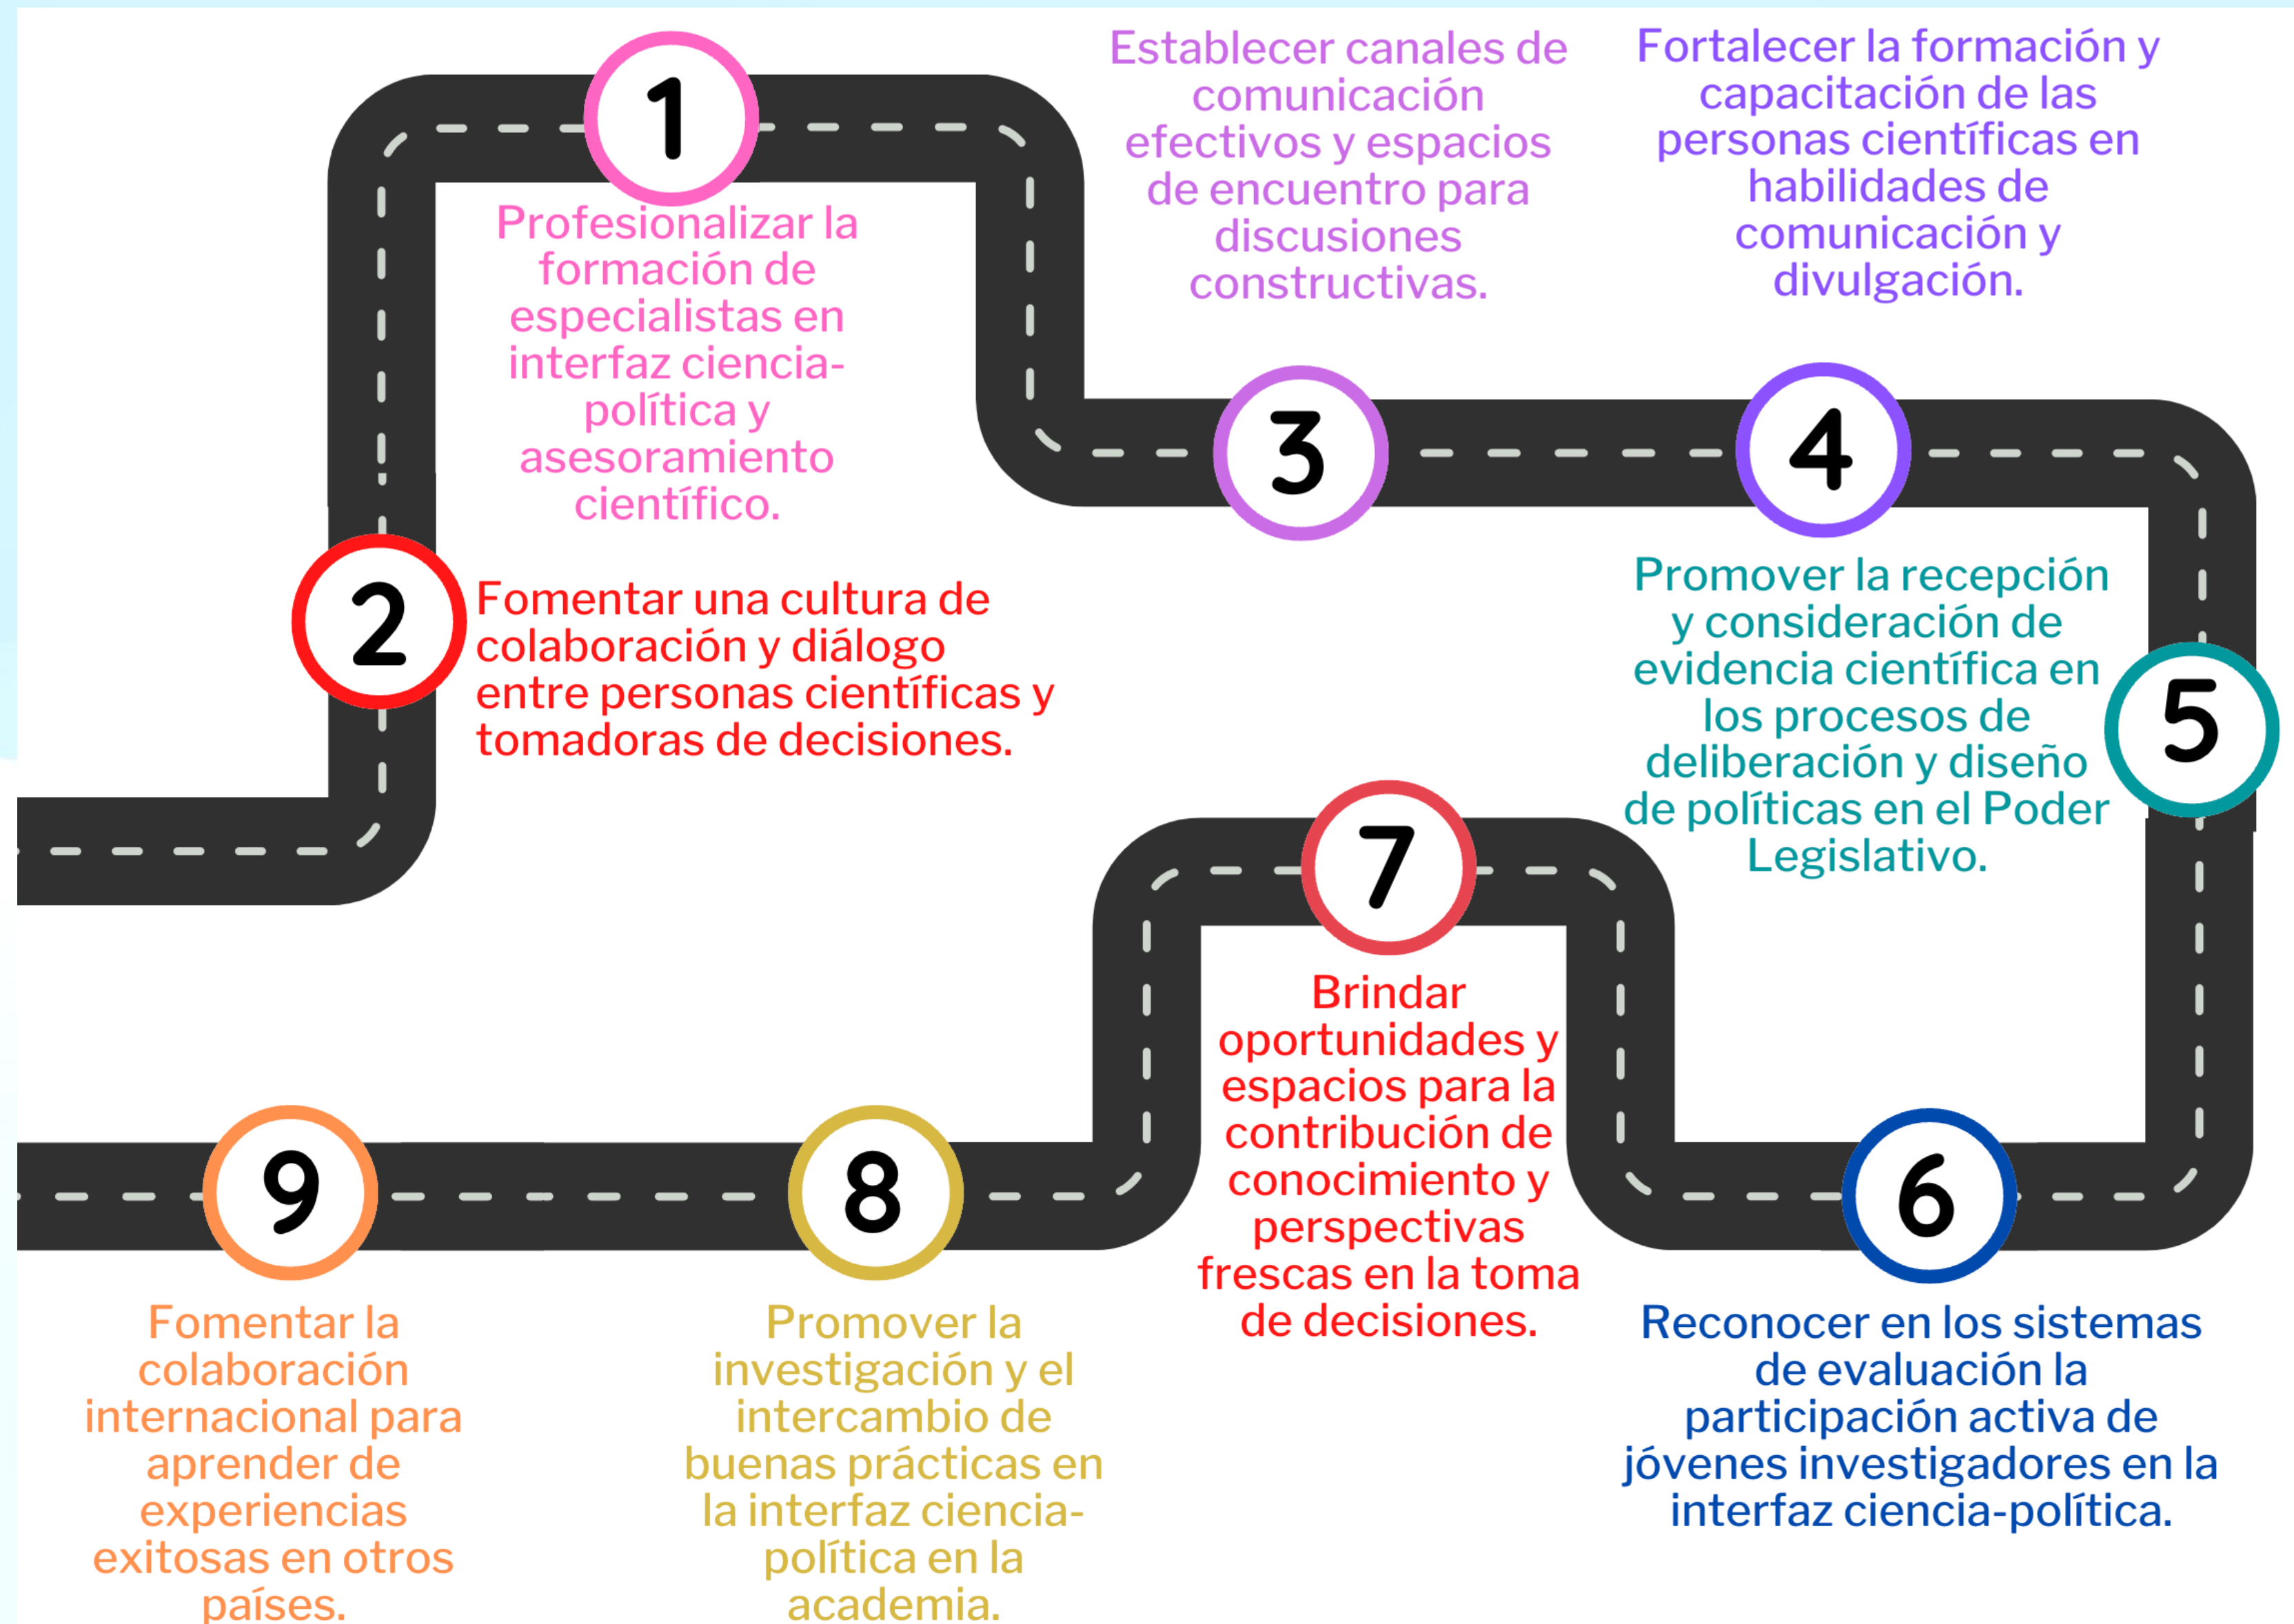 1
Profesionalizar la
formación de
especialistas en
interfaz ciencia-
política y
asesoramiento
científico.
2
Fomentar una cultura de
colaboración y diálogo
entre personas científicas y
tomadoras de decisiones.
Establecer canales de
comunicación
efectivos y espacios
de encuentro para
discusiones
constructivas.
3
Fortalecer la formación y
capacitación de las
personas científicas en
habilidades de
comunicación y
divulgación.
4
Promover la recepción
y consideración de
evidencia científica en
los procesos de
deliberación y diseño
de políticas en el Poder
Legislativo.
5
6
Reconocer en los sistemas
de evaluación la
participación activa de
jóvenes investigadores en la
interfaz ciencia-política.
7
Brindar
oportunidades y
espacios para la
contribución de
conocimiento y
perspectivas
frescas en la toma
de decisiones.
8
Promover la
investigación y el
intercambio de
buenas prácticas en
la interfaz ciencia-
política en la
academia.
9
Fomentar la
colaboración
internacional para
aprender de
experiencias
exitosas en otros
países.